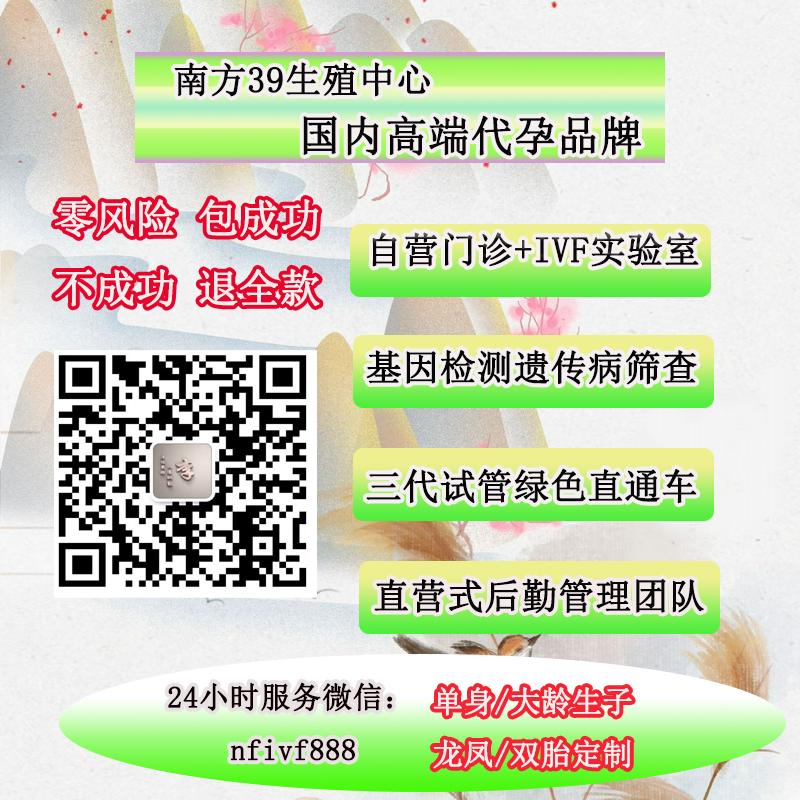 南方39生殖中心
国内高端代孕品牌
零风险 包成功
不成功 退全款
自营门诊+IVF实验室
基因检测遗传病筛查
三代试管绿色直通车
直营式后勤管理团队
24小时服务微信：
nfivf888
单身/大龄生子
龙凤/双胎定制